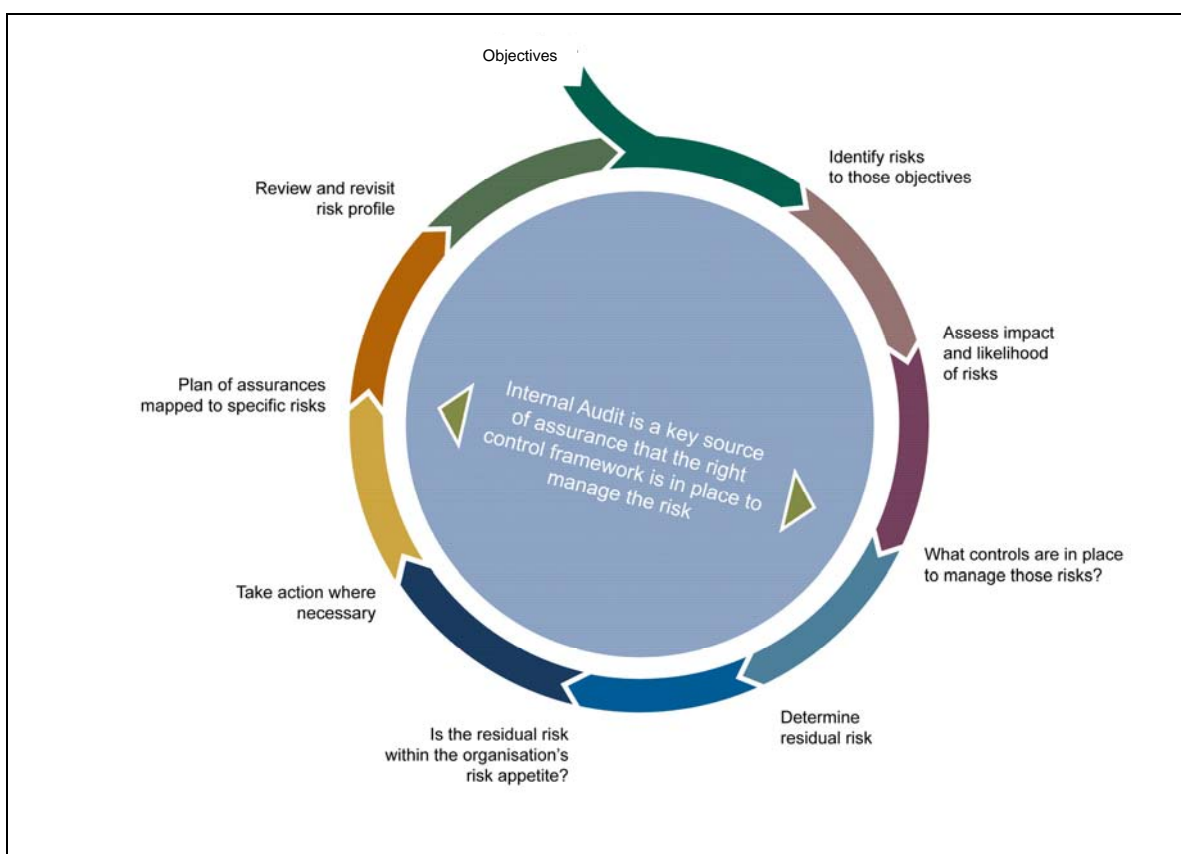 Objectives
Identify risks
to those objectives
Assess impact
and likelihood
of risks
What controls are in place
to manage those risks?
Determine
residual risk
Is the residual risk
within the organisation's
risk appetite?
Take action where
necessary
Plan of assurances
mapped to specific risks
Review and revisit
risk profile
Internal Audit is a key source
of assurance that the right
control framework is in place to
manage the risk